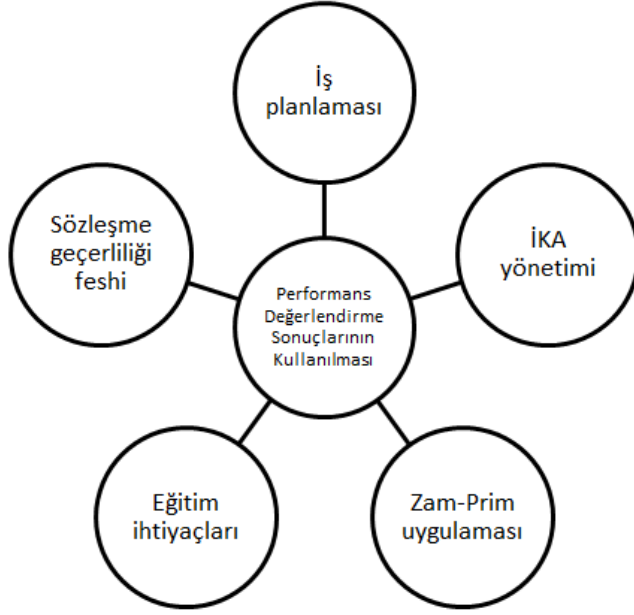 İş
planlaması
Sözleşme
geçerliliği
feshi
İKA
yönetimi
Performans
Değerlendirme
Sonuçlarının
Kullanılması
Eğitim
ihtiyaçları
Zam-Prim
uygulaması